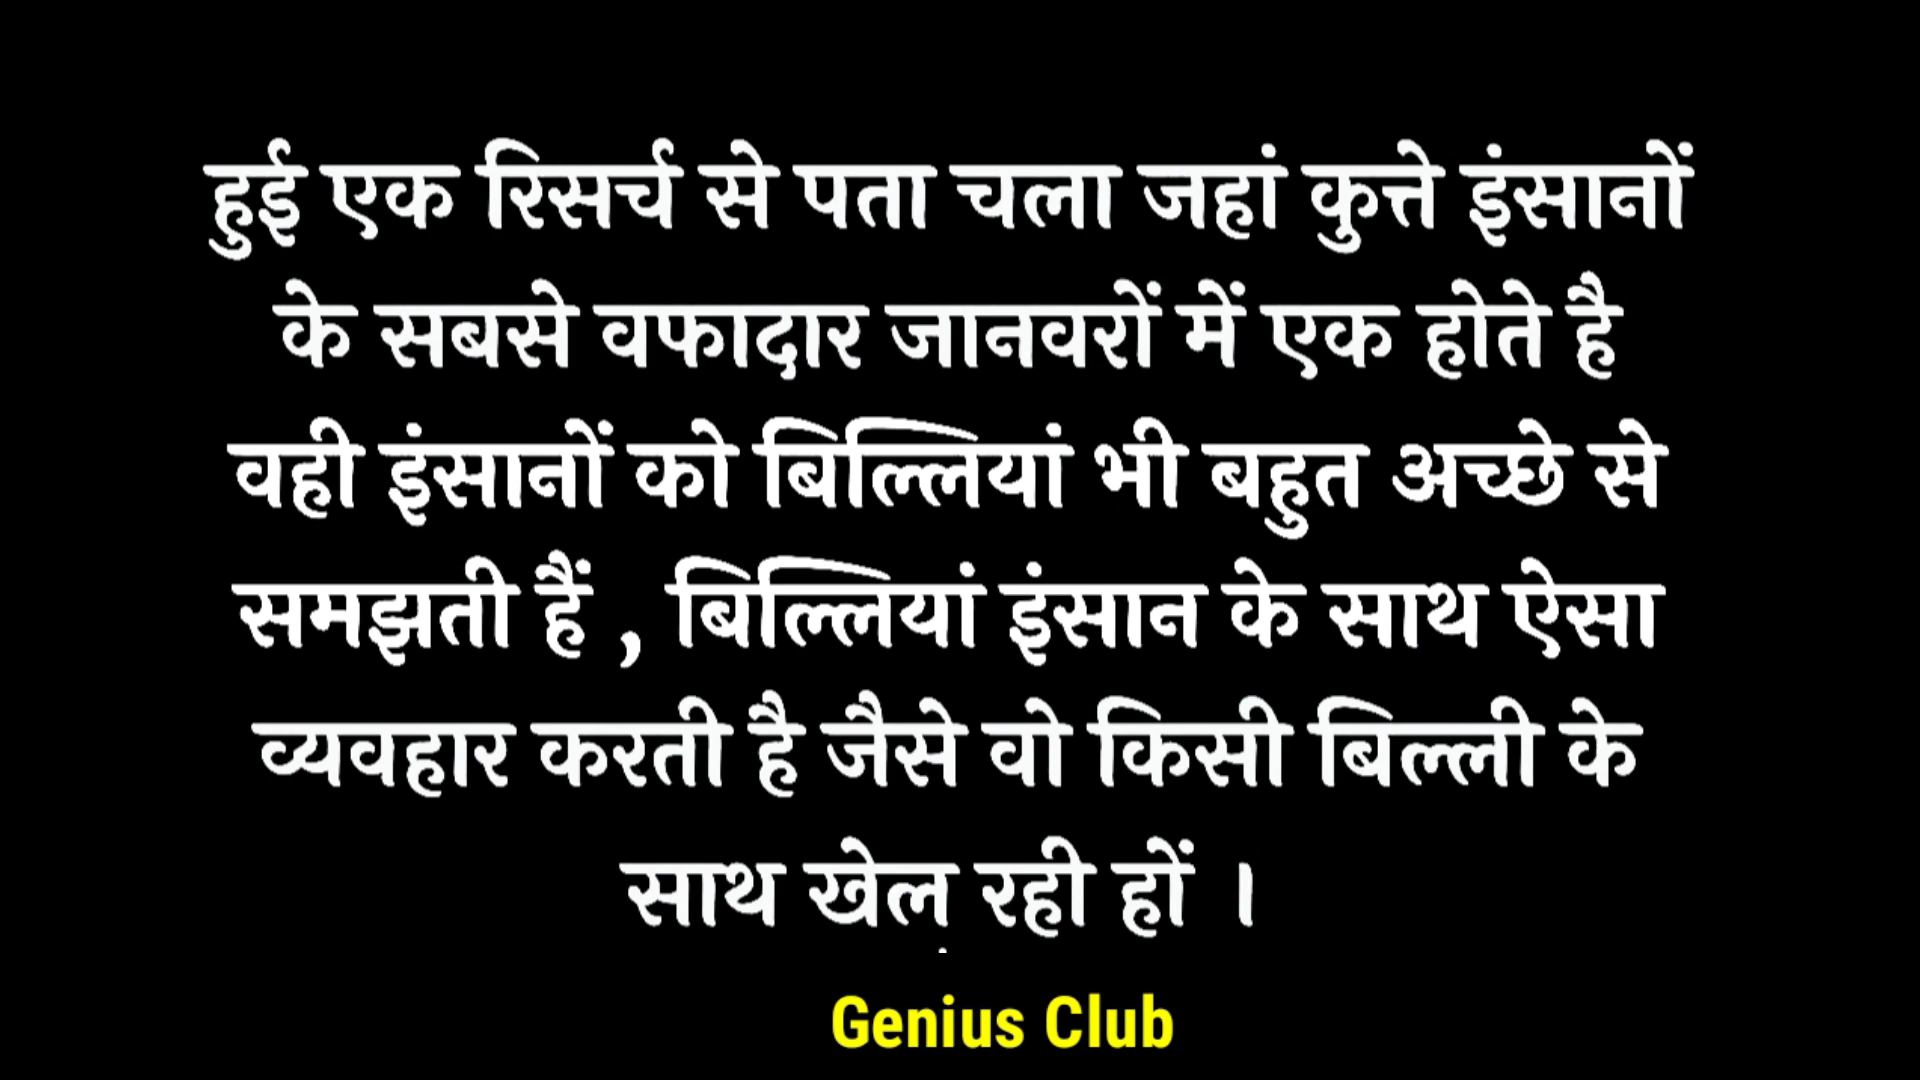 हुई एक रिसर्च से पता चला जहां कुत्ते इंसानों
के सबसे वफादार जानवरों में एक होते है
वही इंसानों को बिल्लियां भी बहुत अच्छे से
समझती हैं , बिल्लियां इंसान के साथ ऐसा
व्यवहार करती है जैसे वो किसी बिल्ली के
साथ खेल रही हों ।
Genius Club